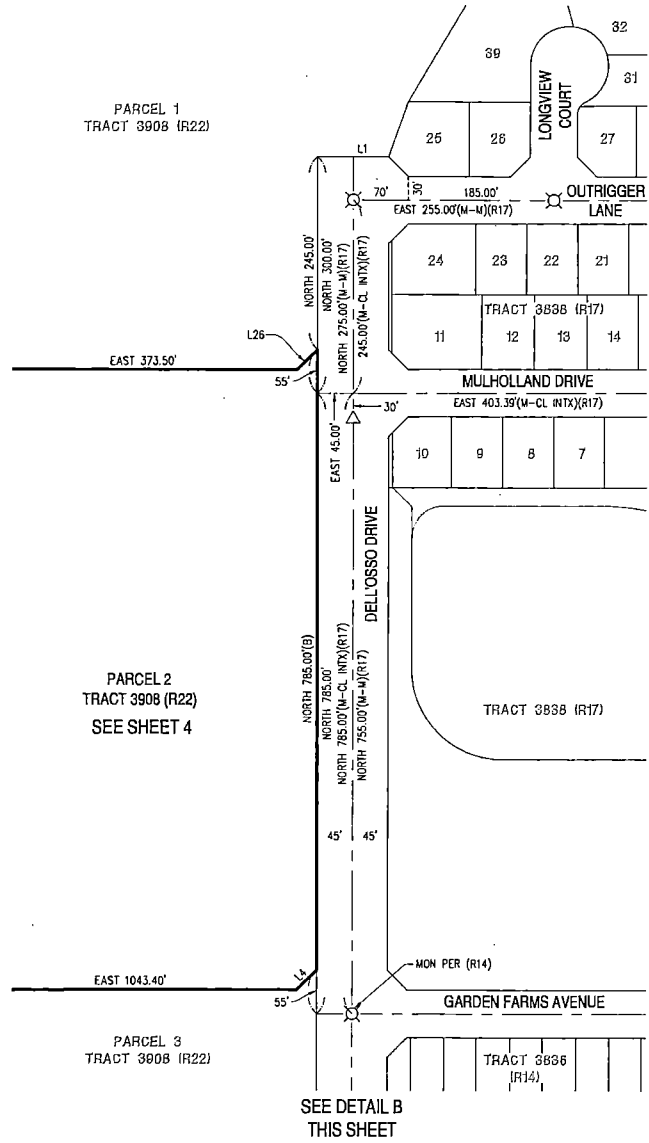 32
39
31
PARCEL 1
TRACT 3908 (R22)
LONGVIEW
COURT
25
26
27
L1
70'
30'
185.00'
OUTRIGGER
LANE
EAST 255.00'(M-M)(R17)
NORTH 245.00'
NORTH 300.00'
NORTH 275.00'(M-M)(R17)
245.00'(M-CL INTX)(R17)
24
23
22
21
TRACT 3838 (R17)
11
12
13
14
L26
EAST 373.50'
55'
MULHOLLAND DRIVE
EAST 403.39'(M-CL INTX)(R17)
30'
EAST 45.00'
10
9
8
7
DELL'OSSO DRIVE
NORTH 785.00'(B)
NORTH 785.00'
NORTH 785.00'(M-CL INTX)(R17)
NORTH 755.00'(M-M)(R17)
PARCEL 2
TRACT 3908 (R22)
SEE SHEET 4
TRACT 3838 (R17)
45'
45'
MON PER (R14)
L4
EAST 1043.40'
55'
GARDEN FARMS AVENUE
PARCEL 3
TRACT 3908 (R22)
TRACT 3836
(R14)
SEE DETAIL B
THIS SHEET